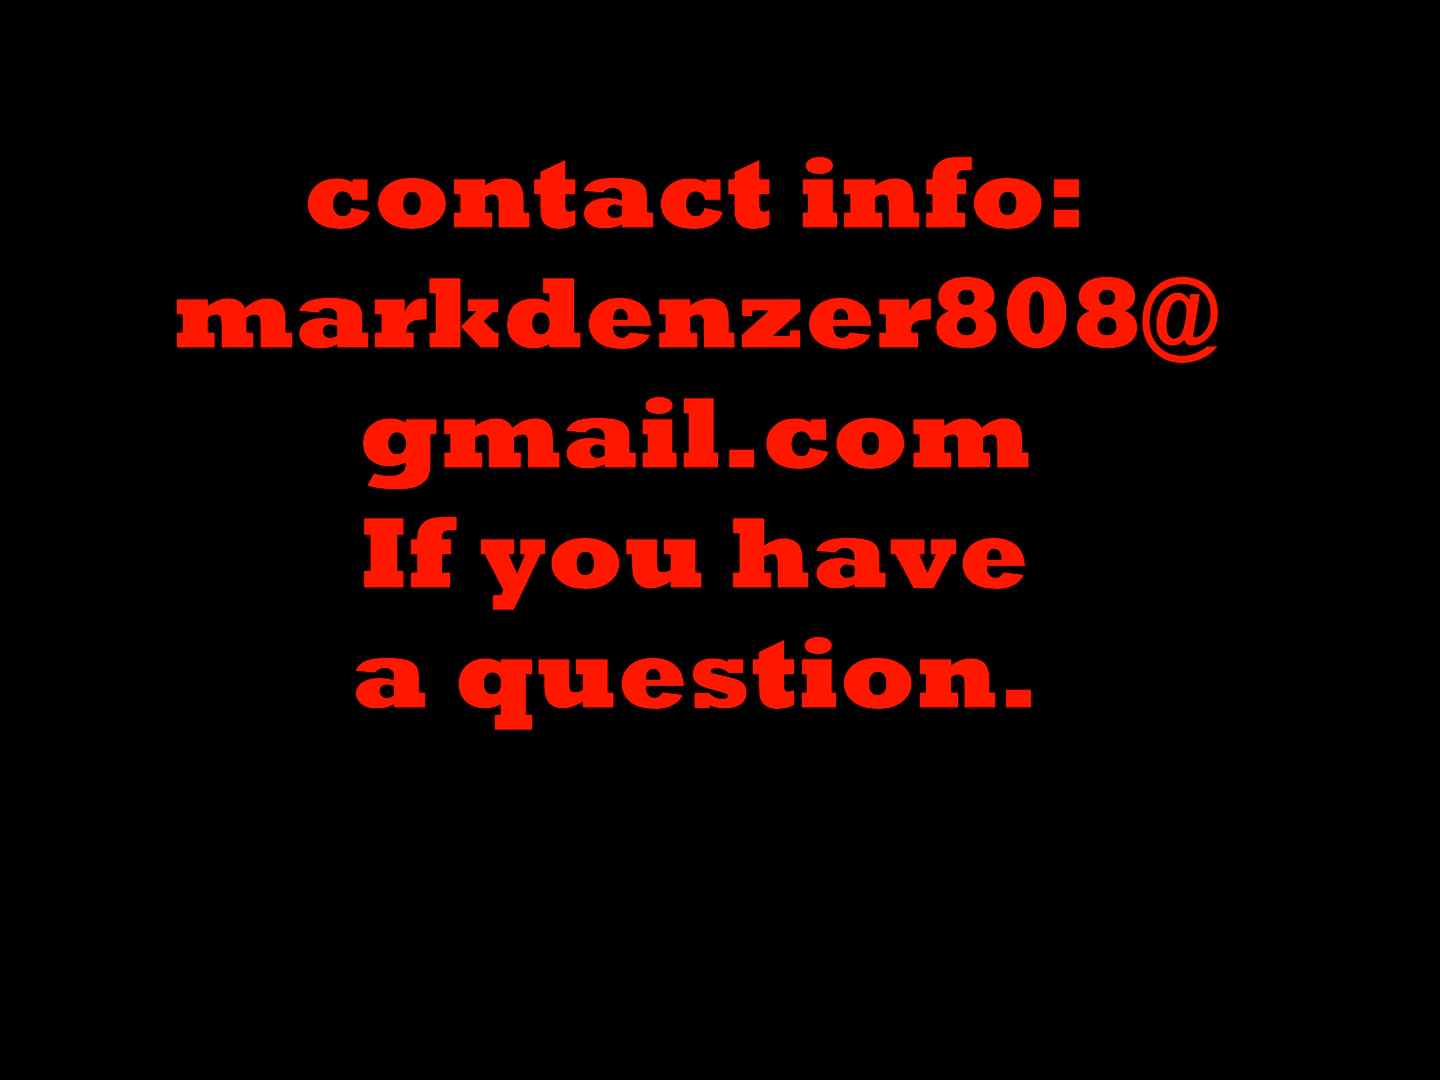 contact info:
markdenzer808@
gmail.com
If you have
a question.